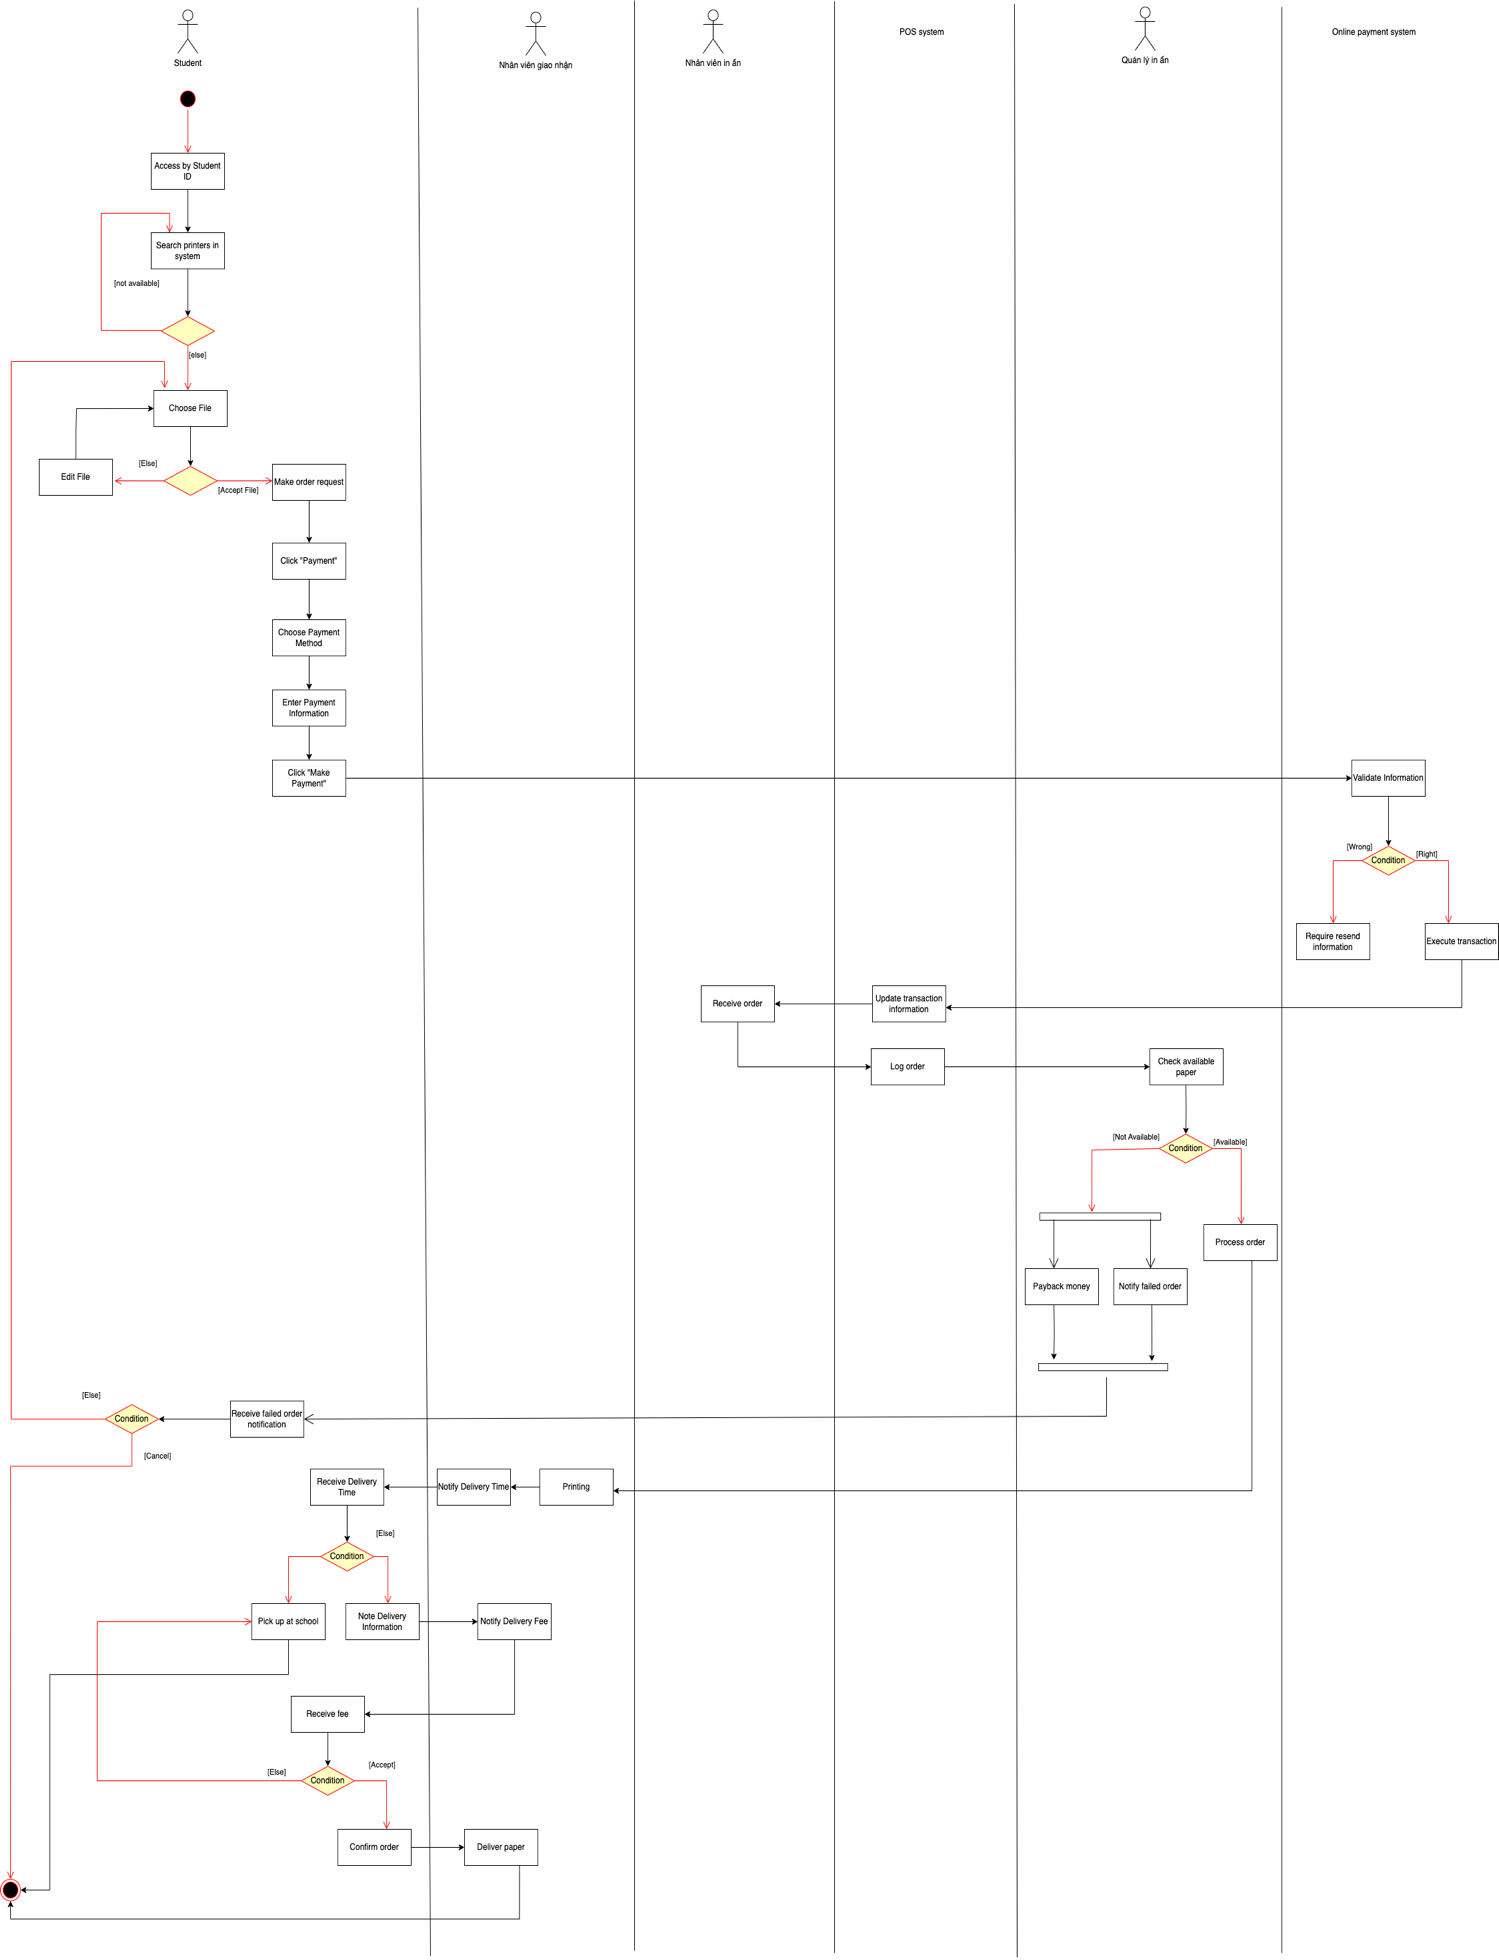 Student
Nhân viên giao nhận
Nhân viên in ấn
POS system
Quản lý in ấn
Online payment system
Access by Student
ID
Search printers in
system
[not available]
[else]
Choose File
[Else]
Edit File
[Accept File]
Make order request
Click "Payment"
Choose Payment
Method
Enter Payment
Information
Click "Make
Payment"
Validate Information
[Wrong]
Condition
[Right]
Require resend
information
Execute transaction
Receive order
Update transaction
information
Log order
Check available
paper
[Not Available]
Condition
[Available]
Process order
Payback money
Notify failed order
[Else]
Condition
Receive failed order
notification
[Cancel]
Receive Delivery
Time
Notify Delivery Time
Printing
[Else]
Condition
Pick up at school
Note Delivery
Information
Notify Delivery Fee
Receive fee
[Else]
Condition
[Accept]
Confirm order
Deliver paper